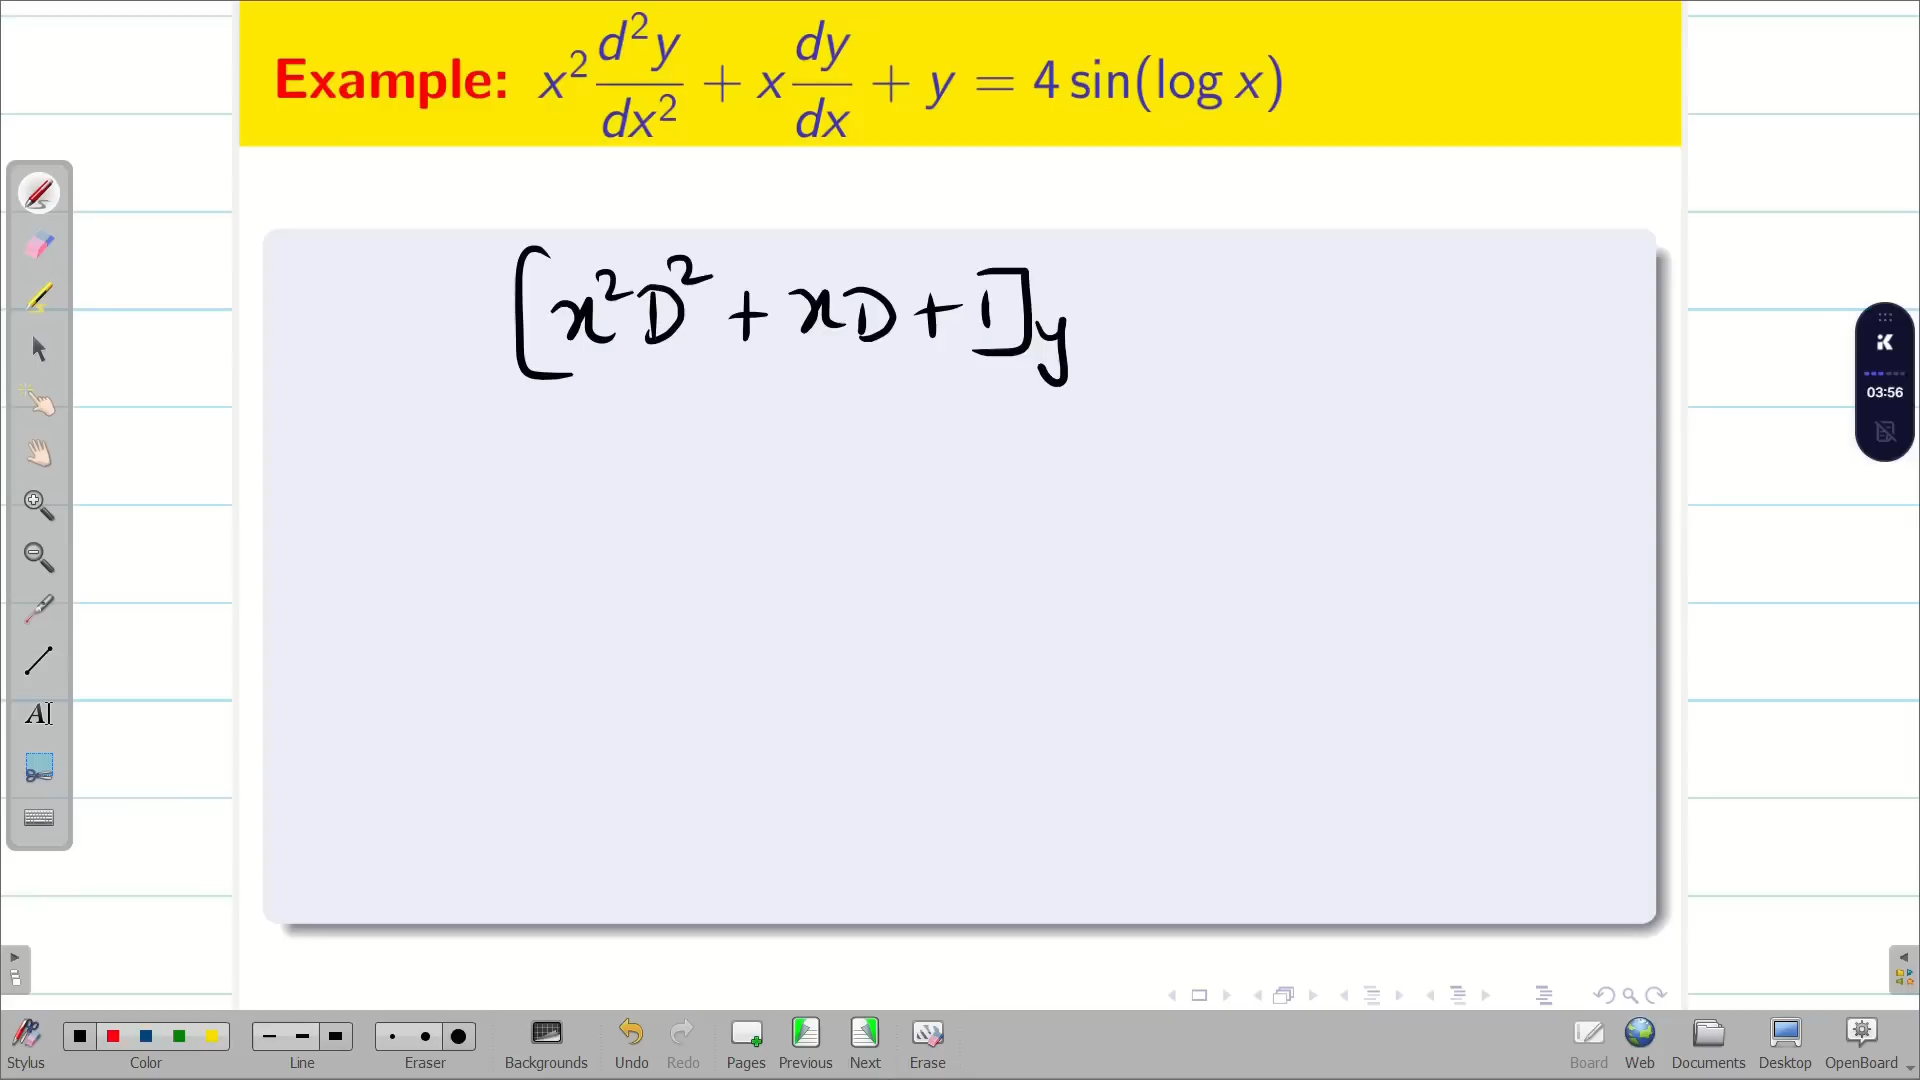 Example: x² d²y/dx² + x dy/dx + y = 4 sin(log x)
[x²D² + xD + 1]y
03:56
Stylus Color Line Eraser Backgrounds Undo Redo Pages Previous Next Erase Board Web Documents Desktop OpenBoard